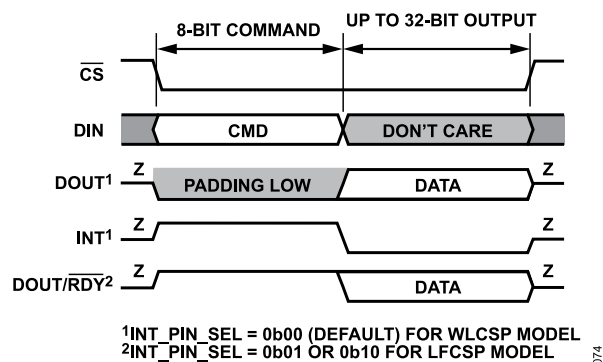 8-BIT COMMAND
UP TO 32-BIT OUTPUT
CS
DIN
CMD
DON'T CARE
DOUT1
Z
PADDING LOW
DATA
Z
INT1
Z
Z
DOUT/RDY2
Z
DATA
Z
1INT_PIN_SEL = 0b00 (DEFAULT) FOR WLCSP MODEL
2INT_PIN_SEL = 0b01 OR 0b10 FOR LFCSP MODEL
074